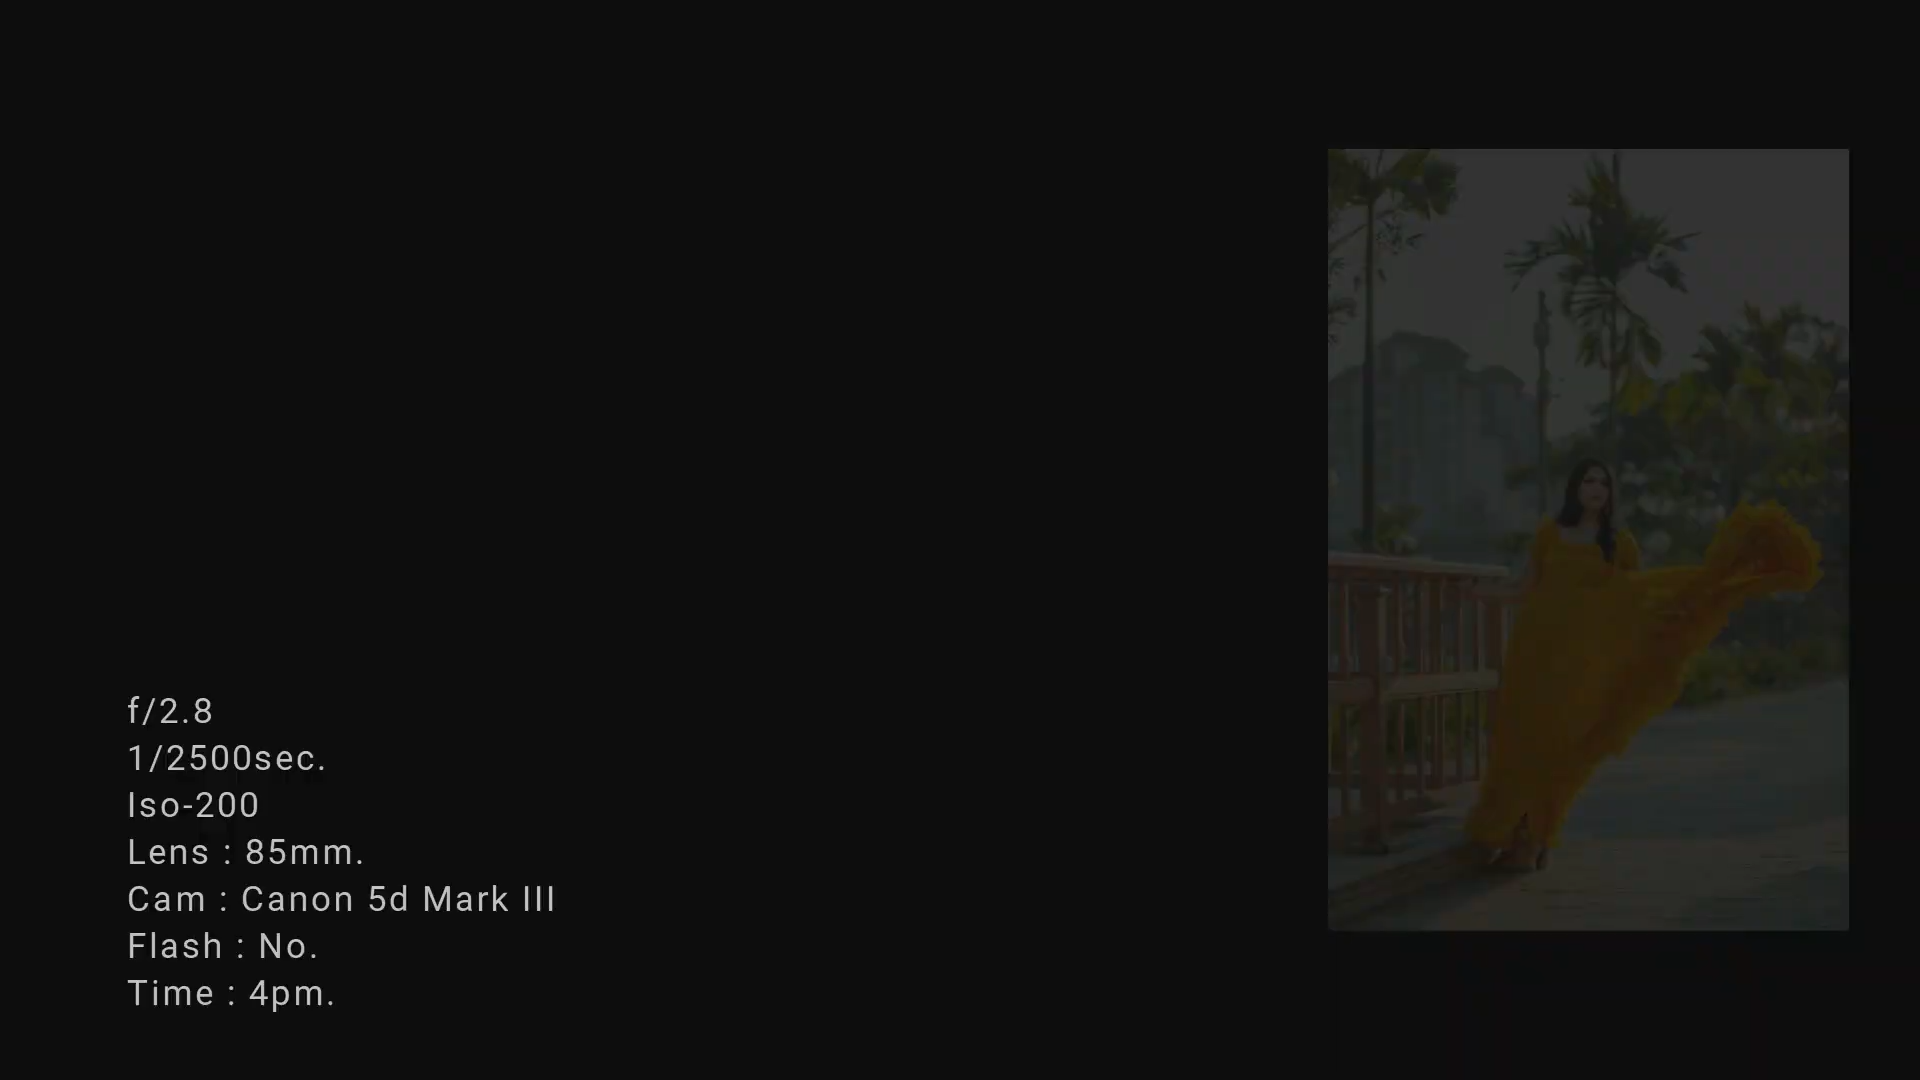 f/2.8
1/2500sec.
Iso-200
Lens : 85mm.
Cam : Canon 5d Mark III
Flash : No.
Time : 4pm.